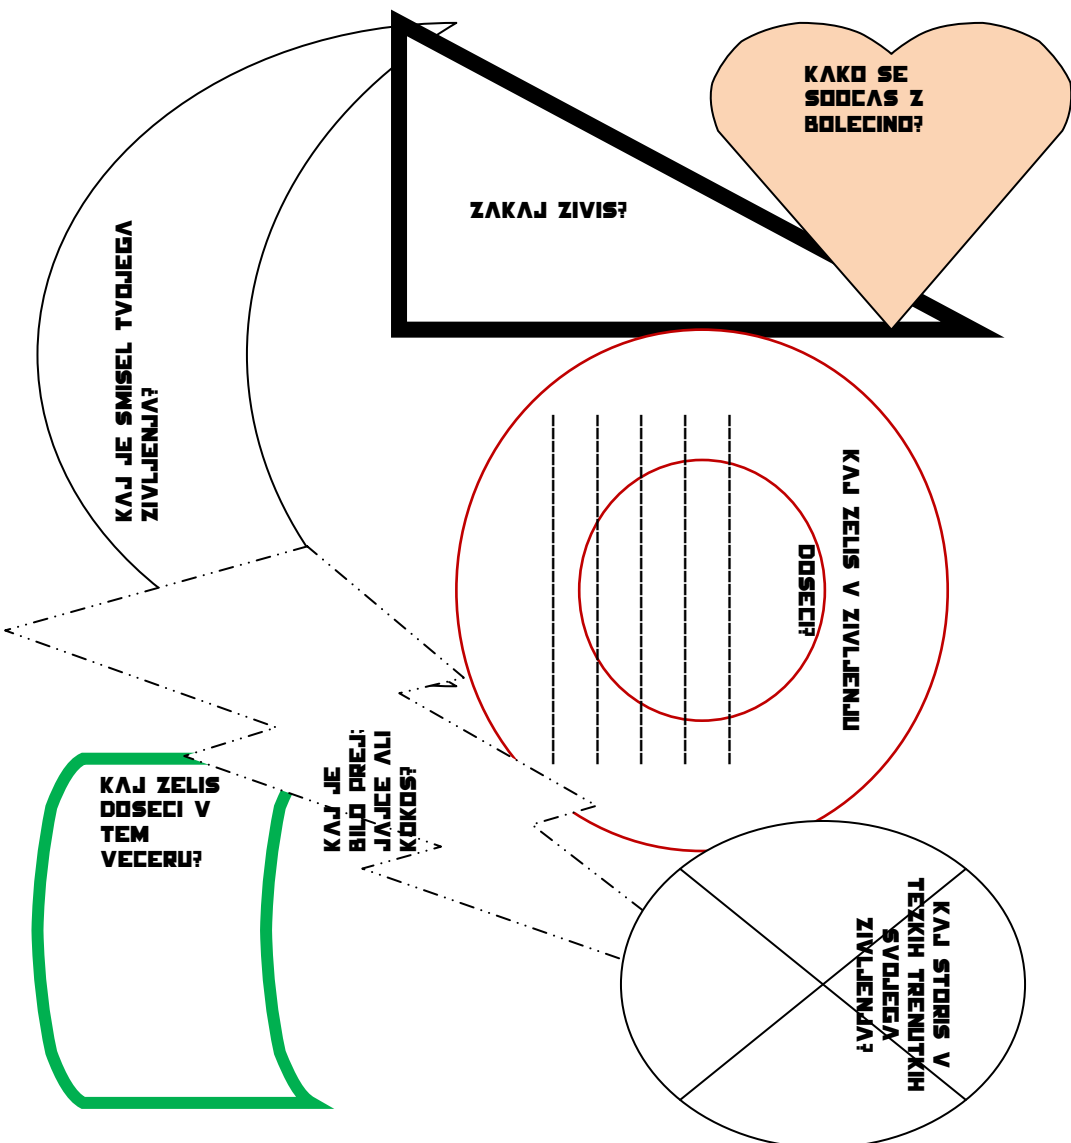 KAKO SE
SOOCAS Z
BOLECINO?
ZAKAJ ZIVIS?
KAJ JE SMISEL TVOJEGA
ZIVLJENJA?
KAJ ZELIS V ZIVLJENJU
DOSECI?
KAJ JE
BILO PREJ:
JAJCE ALI
KOKOS?
KAJ ZELIS
DOSECI V
TEM
VECERU?
KAJ STORIS V
TEZKIH TRENUTKIH
SVOJEGA
ZIVLJENJA?